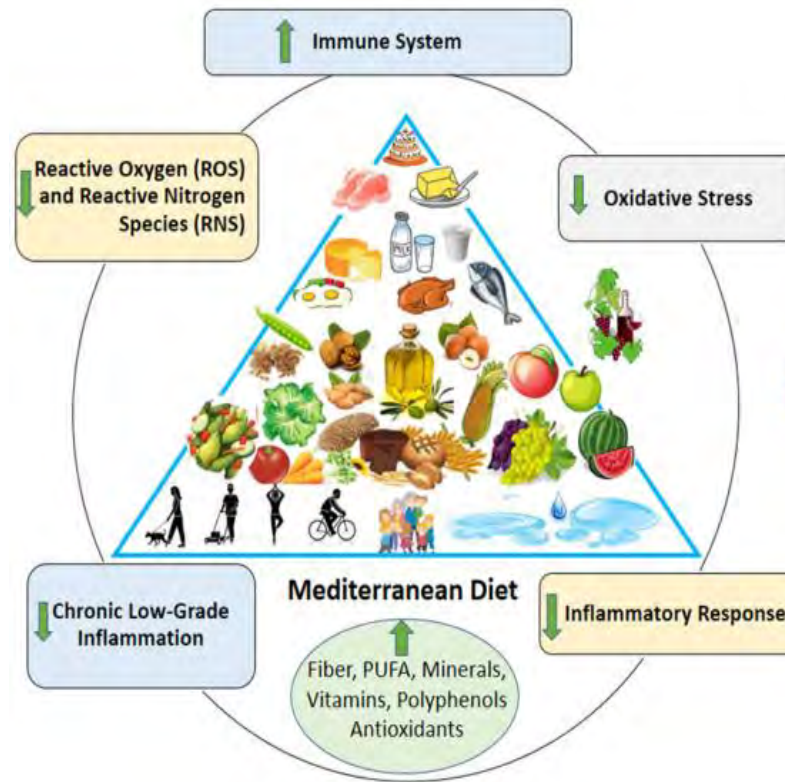 Immune System
Reactive Oxygen (ROS)
and Reactive Nitrogen
Species (RNS)
Oxidative Stress
MILK
Mediterranean Diet
Chronic Low-Grade
Inflammation
Inflammatory Response
Fiber, PUFA, Minerals,
Vitamins, Polyphenols
Antioxidants